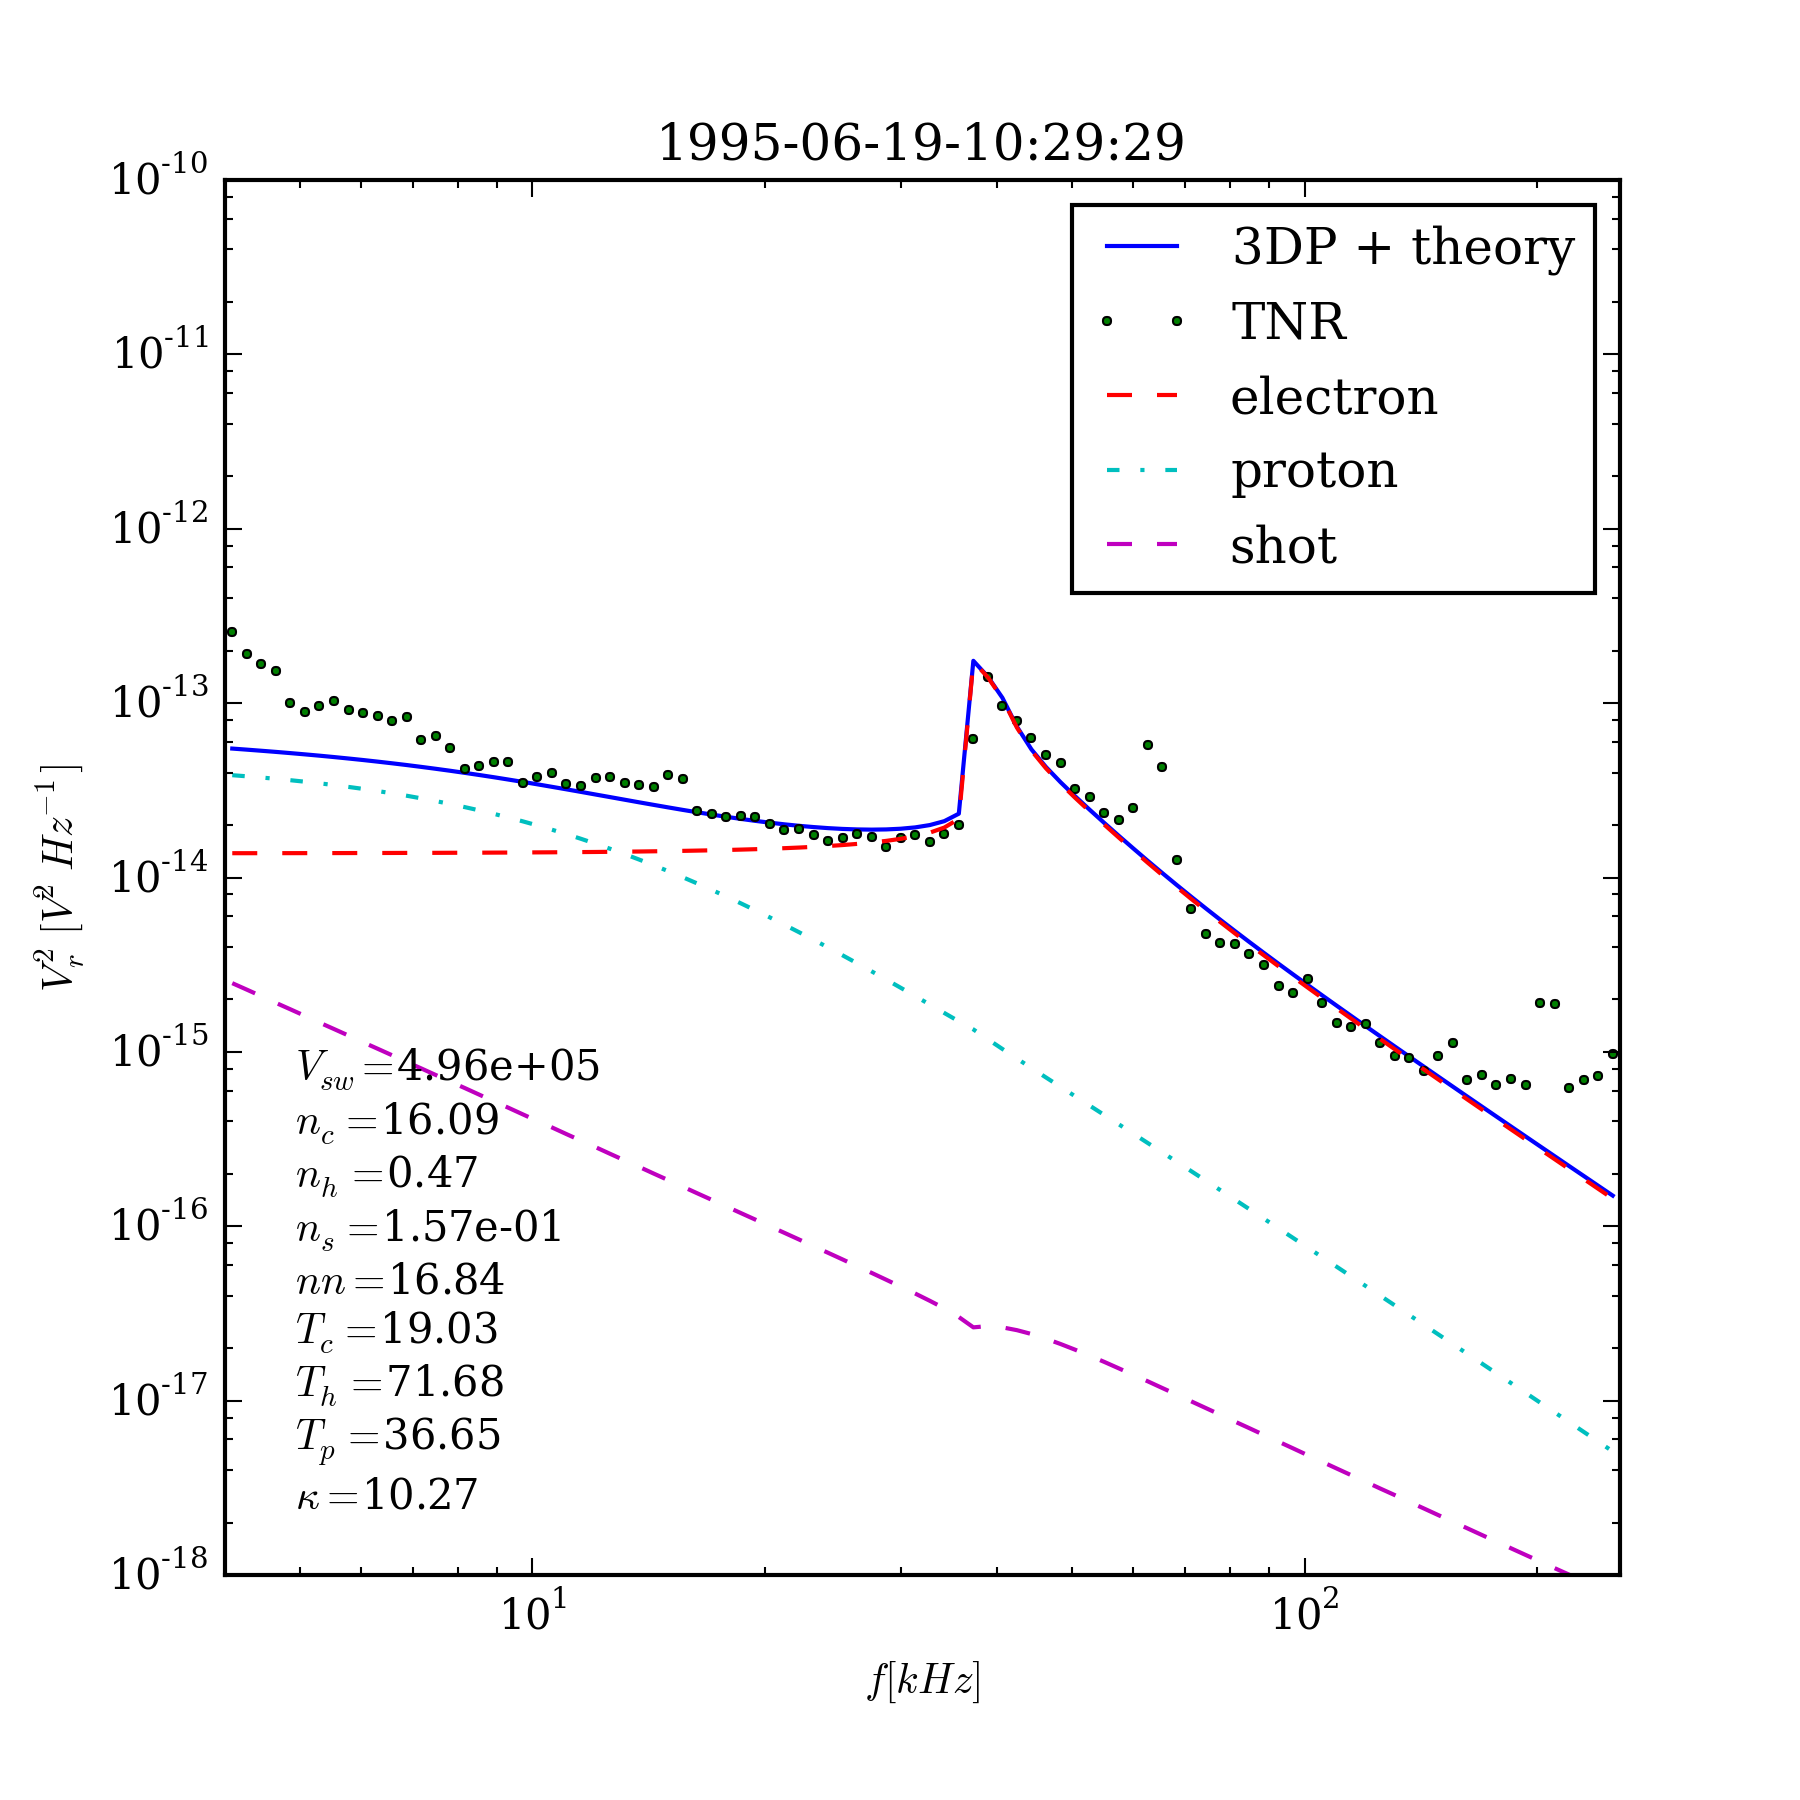 1995-06-19-10:29:29
10^-10
10^-11
10^-12
10^-13
10^-14
10^-15
10^-16
10^-17
10^-18
V_r^2 [V^2 Hz^{-1}]
3DP + theory
TNR
electron
proton
shot
V_sw =4.96e+05
n_c =16.09
n_h =0.47
n_s =1.57e-01
nn =16.84
T_c =19.03
T_h =71.68
T_p =36.65
κ =10.27
10^1 10^2
f[kHz]